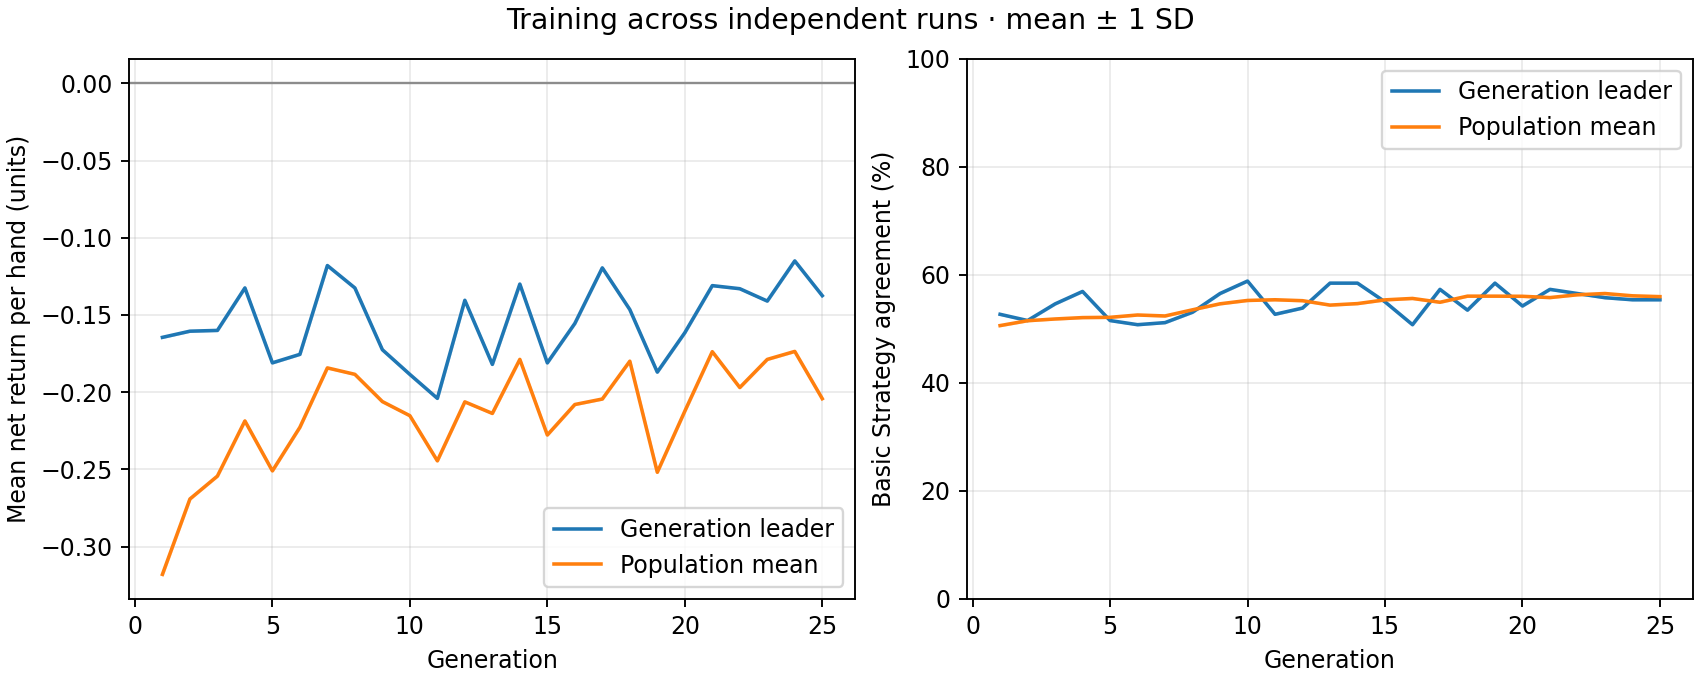 Training across independent runs · mean ± 1 SD
Mean net return per hand (units)
0.00
−0.05
−0.10
−0.15
−0.20
−0.25
−0.30
Generation leader
Population mean
0 5 10 15 20 25
Generation
Basic Strategy agreement (%)
100
80
60
40
20
0
Generation leader
Population mean
0 5 10 15 20 25
Generation